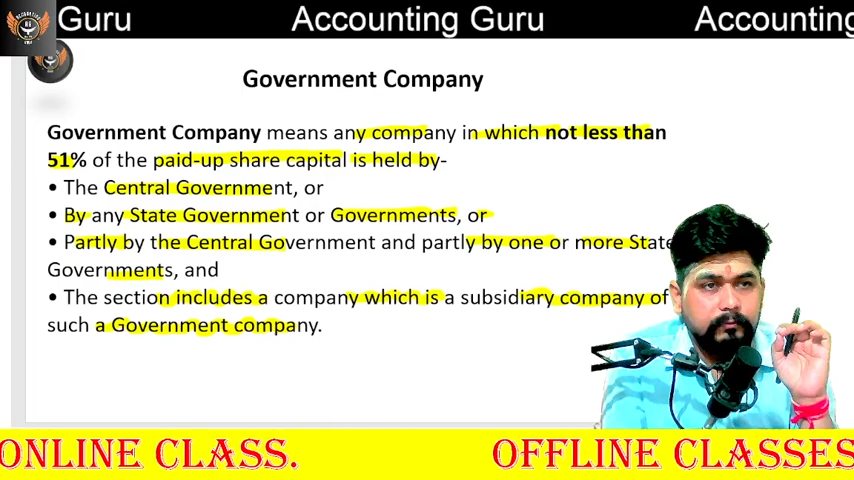 Guru Accounting Guru Accounting
Government Company
Government Company means any company in which not less than
51% of the paid-up share capital is held by-
• The Central Government, or
• By any State Government or Governments, or
• Partly by the Central Government and partly by one or more State
Governments, and
• The section includes a company which is a subsidiary company of
such a Government company.
ONLINE CLASS. OFFLINE CLASSES